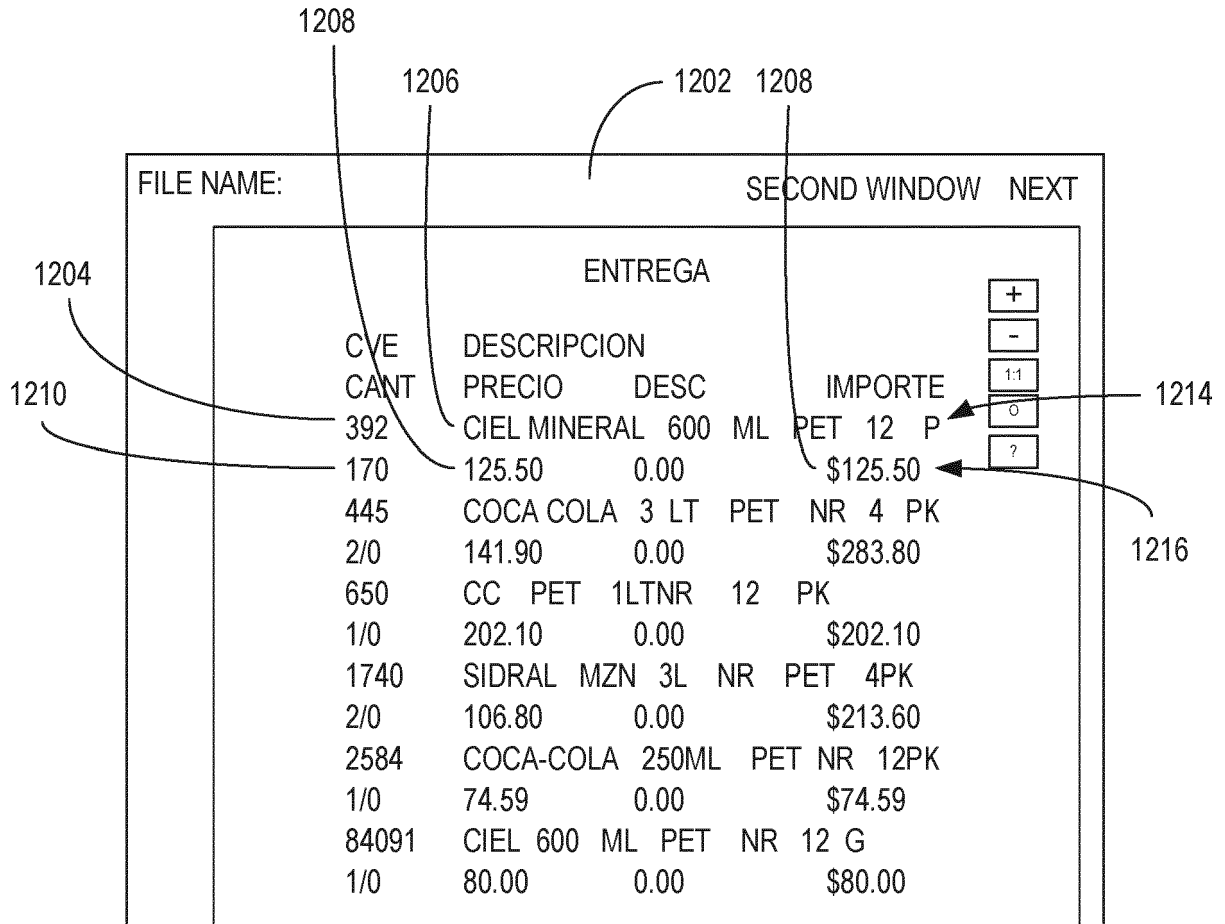 1208
1206
1202 1208
FILE NAME:
SECOND WINDOW NEXT
ENTREGA
1204
+
CVE DESCRIPCION
-
CANT PRECIO DESC IMPORTE
1:1
1210
1214
392 CIEL MINERAL 600 ML PET 12 P
O
170 125.50 0.00 $125.50
?
445 COCA COLA 3 LT PET NR 4 PK
2/0 141.90 0.00 $283.80
1216
650 CC PET 1LTNR 12 PK
1/0 202.10 0.00 $202.10
1740 SIDRAL MZN 3L NR PET 4PK
2/0 106.80 0.00 $213.60
2584 COCA-COLA 250ML PET NR 12PK
1/0 74.59 0.00 $74.59
84091 CIEL 600 ML PET NR 12 G
1/0 80.00 0.00 $80.00